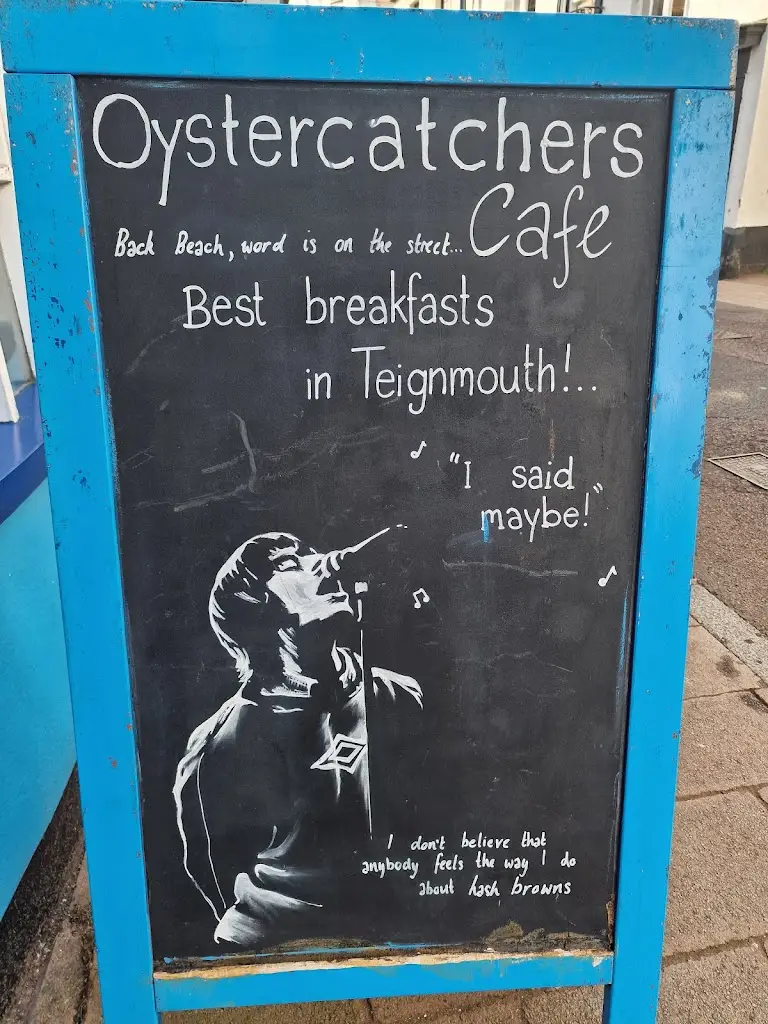 Oystercatchers
Cafe
Back Beach, word is on the street...
Best breakfasts
in Teignmouth!..
"I said
maybe!"
I don't believe that
anybody feels the way I do
about hash browns